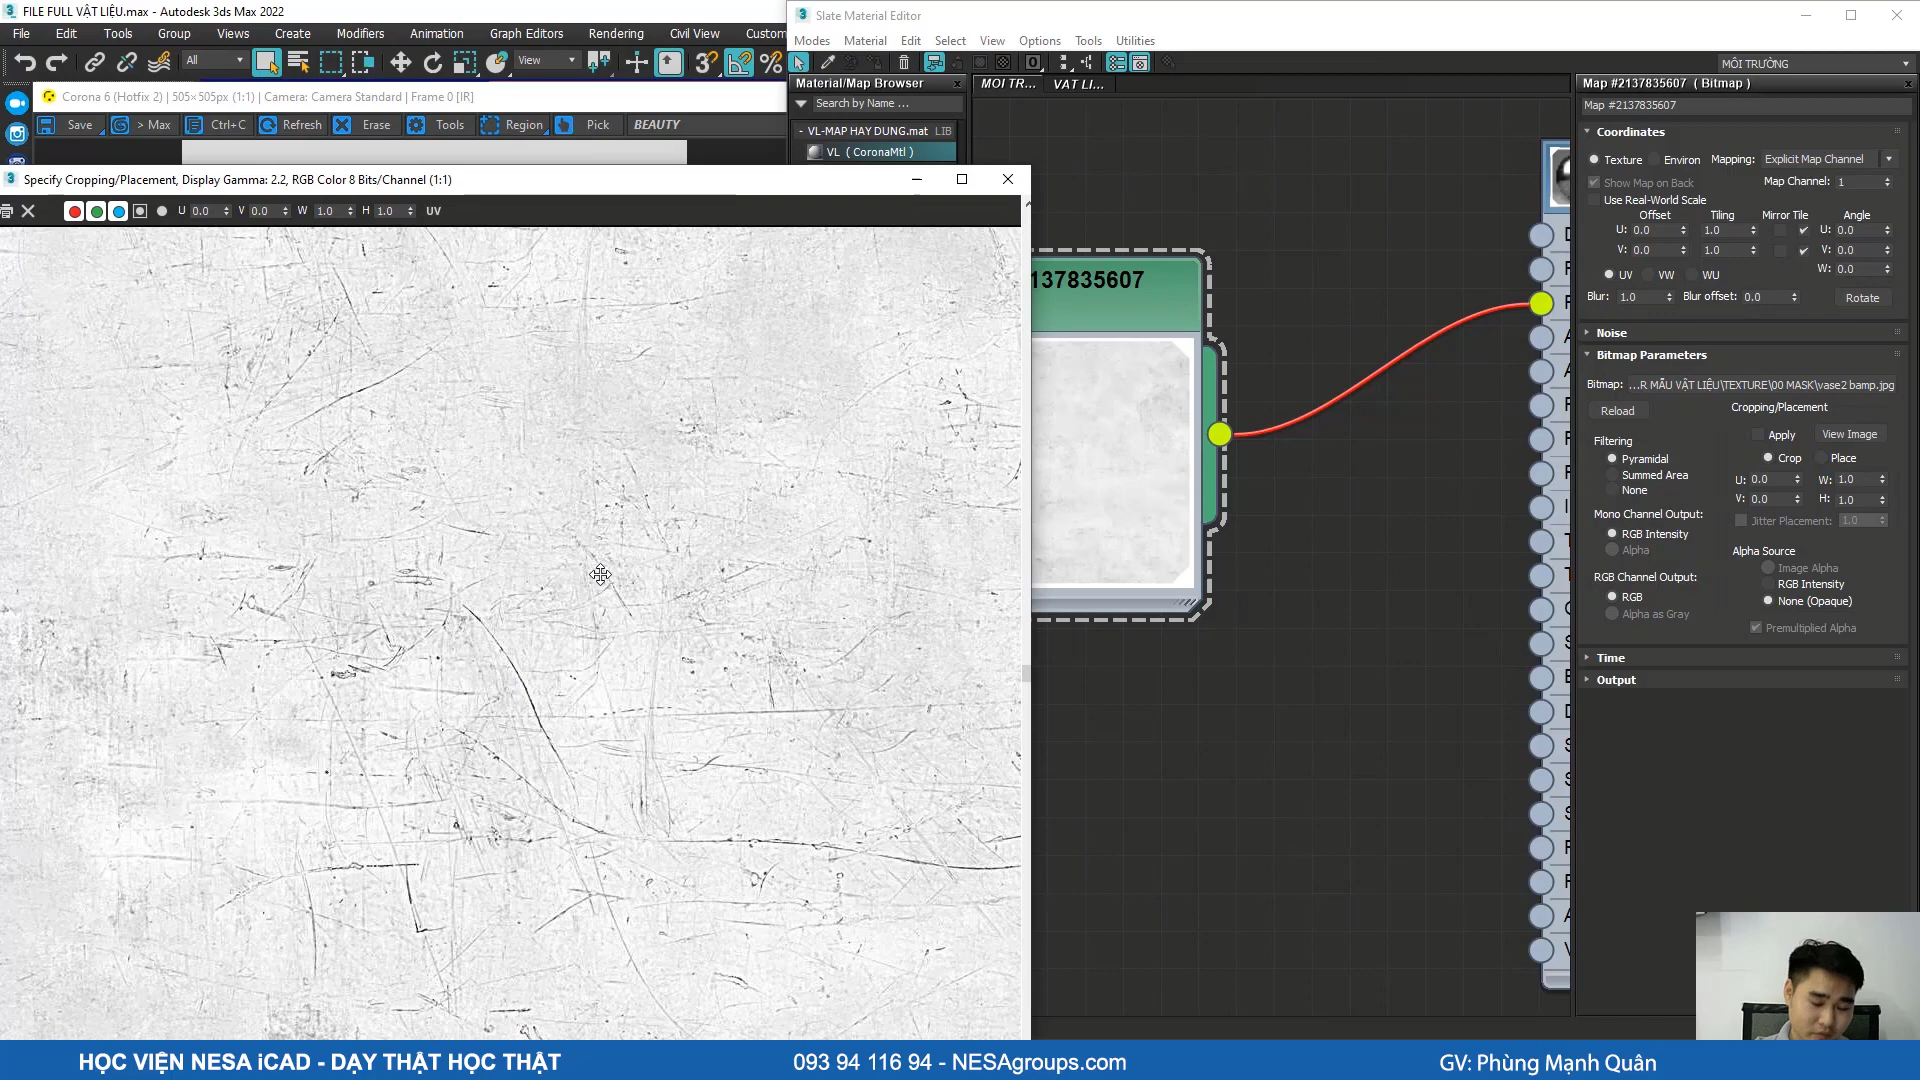 FILE FULL VẬT LIỆU.max - Autodesk 3ds Max 2022
File Edit Tools Group Views Create Modifiers Animation Graph Editors Rendering Civil View Custom
All View
Corona 6 (Hotfix 2) | 505×505px (1:1) | Camera: Camera Standard | Frame 0 [IR]
Save > Max Ctrl+C Refresh Erase Tools Region Pick BEAUTY
Slate Material Editor
Modes Material Edit Select View Options Tools Utilities
MÔI TRƯỜNG
Material/Map Browser
Search by Name ...
- VL-MAP HAY DUNG.mat LIB
VL ( CoronaMtl )
MOI TR... VAT LI...
Specify Cropping/Placement, Display Gamma: 2.2, RGB Color 8 Bits/Channel (1:1)
U 0.0 V 0.0 W 1.0 H 1.0 UV
137835607
Map #2137835607 ( Bitmap )
Map #2137835607
Coordinates
Texture Environ Mapping: Explicit Map Channel
Show Map on Back Map Channel: 1
Use Real-World Scale
Offset Tiling Mirror Tile Angle
U: 0.0 1.0 U: 0.0
V: 0.0 1.0 V: 0.0
UV VW WU W: 0.0
Blur: 1.0 Blur offset: 0.0 Rotate
Noise
Bitmap Parameters
Bitmap: ...R MẪU VẬT LIỆU\TEXTURE\00 MASK\vase2 bamp.jpg
Reload Cropping/Placement
Apply View Image
Filtering
Pyramidal Crop Place
Summed Area U: 0.0 W: 1.0
None V: 0.0 H: 1.0
Mono Channel Output: Jitter Placement: 1.0
RGB Intensity
Alpha Alpha Source
Image Alpha
RGB Channel Output: RGB Intensity
RGB None (Opaque)
Alpha as Gray
Premultiplied Alpha
Time
Output
HỌC VIỆN NESA iCAD - DẠY THẬT HỌC THẬT 093 94 116 94 - NESAgroups.com GV: Phùng Mạnh Quân